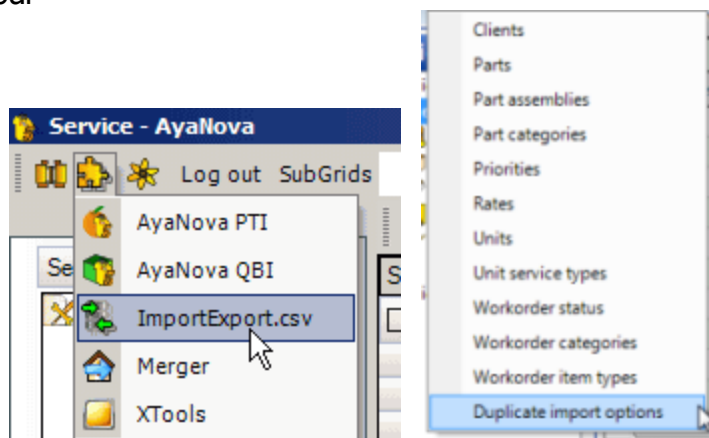 Service - AyaNova
Log out SubGrids
AyaNova PTI
Se
AyaNova QBI
S
ImportExport.csv
Merger
XTools
Clients
Parts
Part assemblies
Part categories
Priorities
Rates
Units
Unit service types
Workorder status
Workorder categories
Workorder item types
Duplicate import options